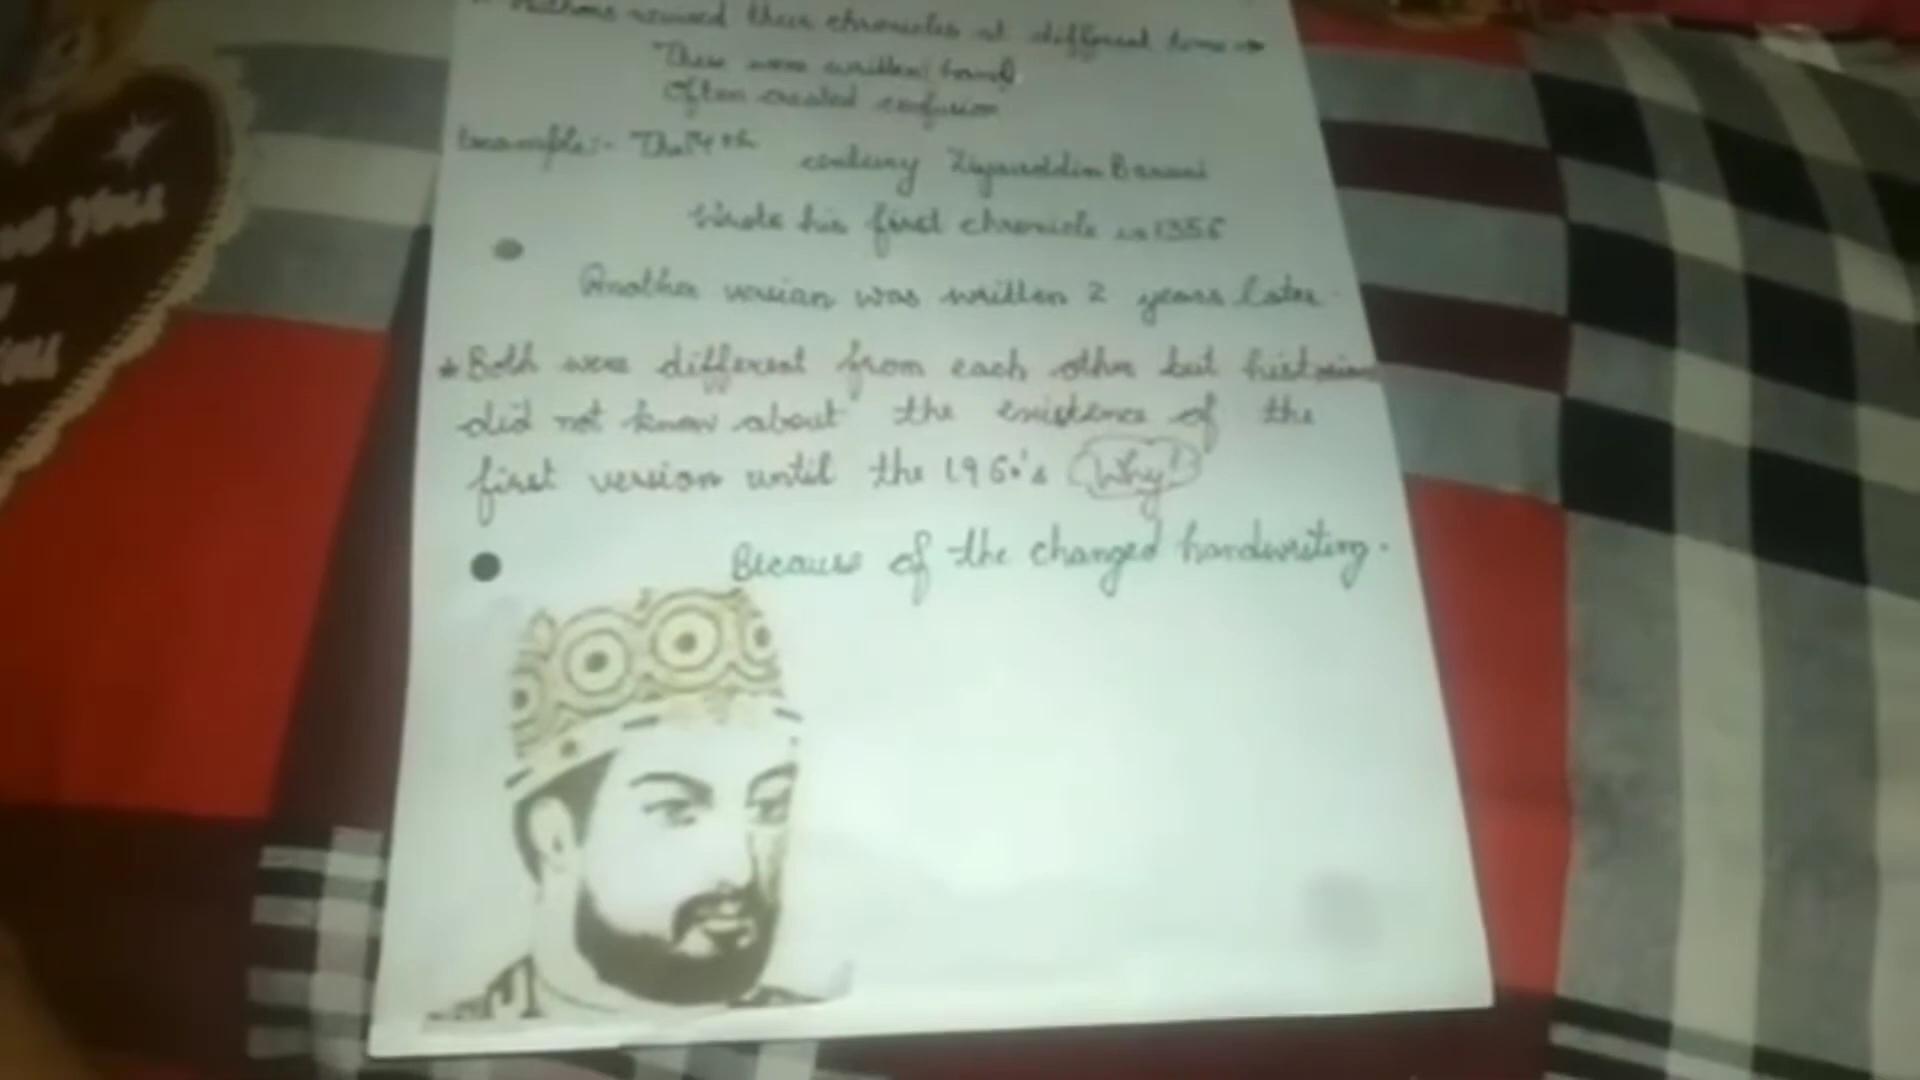 Authors revised their chronicles at different time →
These were written hand
Often created confusion
Example:- The 14th century Ziyauddin Barani
Wrote his first chronicle in 1356
Another version was written 2 years later.
* Both were different from each other but historians
did not know about the existence of the
first version until the 1960's Why?
Because of the changed handwriting.
YOU